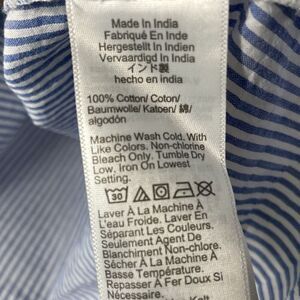 Made In India
Fabriqué En Inde
Hergestellt In Indien
Vervaardigd In India
インド製
hecho en india
100% Cotton/ Coton/
Baumwolle/ Katoen/ 綿/
algodón
Machine Wash Cold. With
Like Colors. Non-chlorine
Bleach Only. Tumble Dry
Low. Iron On Lowest
Setting.
30
Laver À La Machine À
L'eau Froide. Laver En
Séparant Les Couleurs.
Seulement Agent De
Blanchiment Non-chlore.
Sécher À La Machine À
Basse Température.
Repasser À Fer Doux Si
Nécessaire.
Kalt